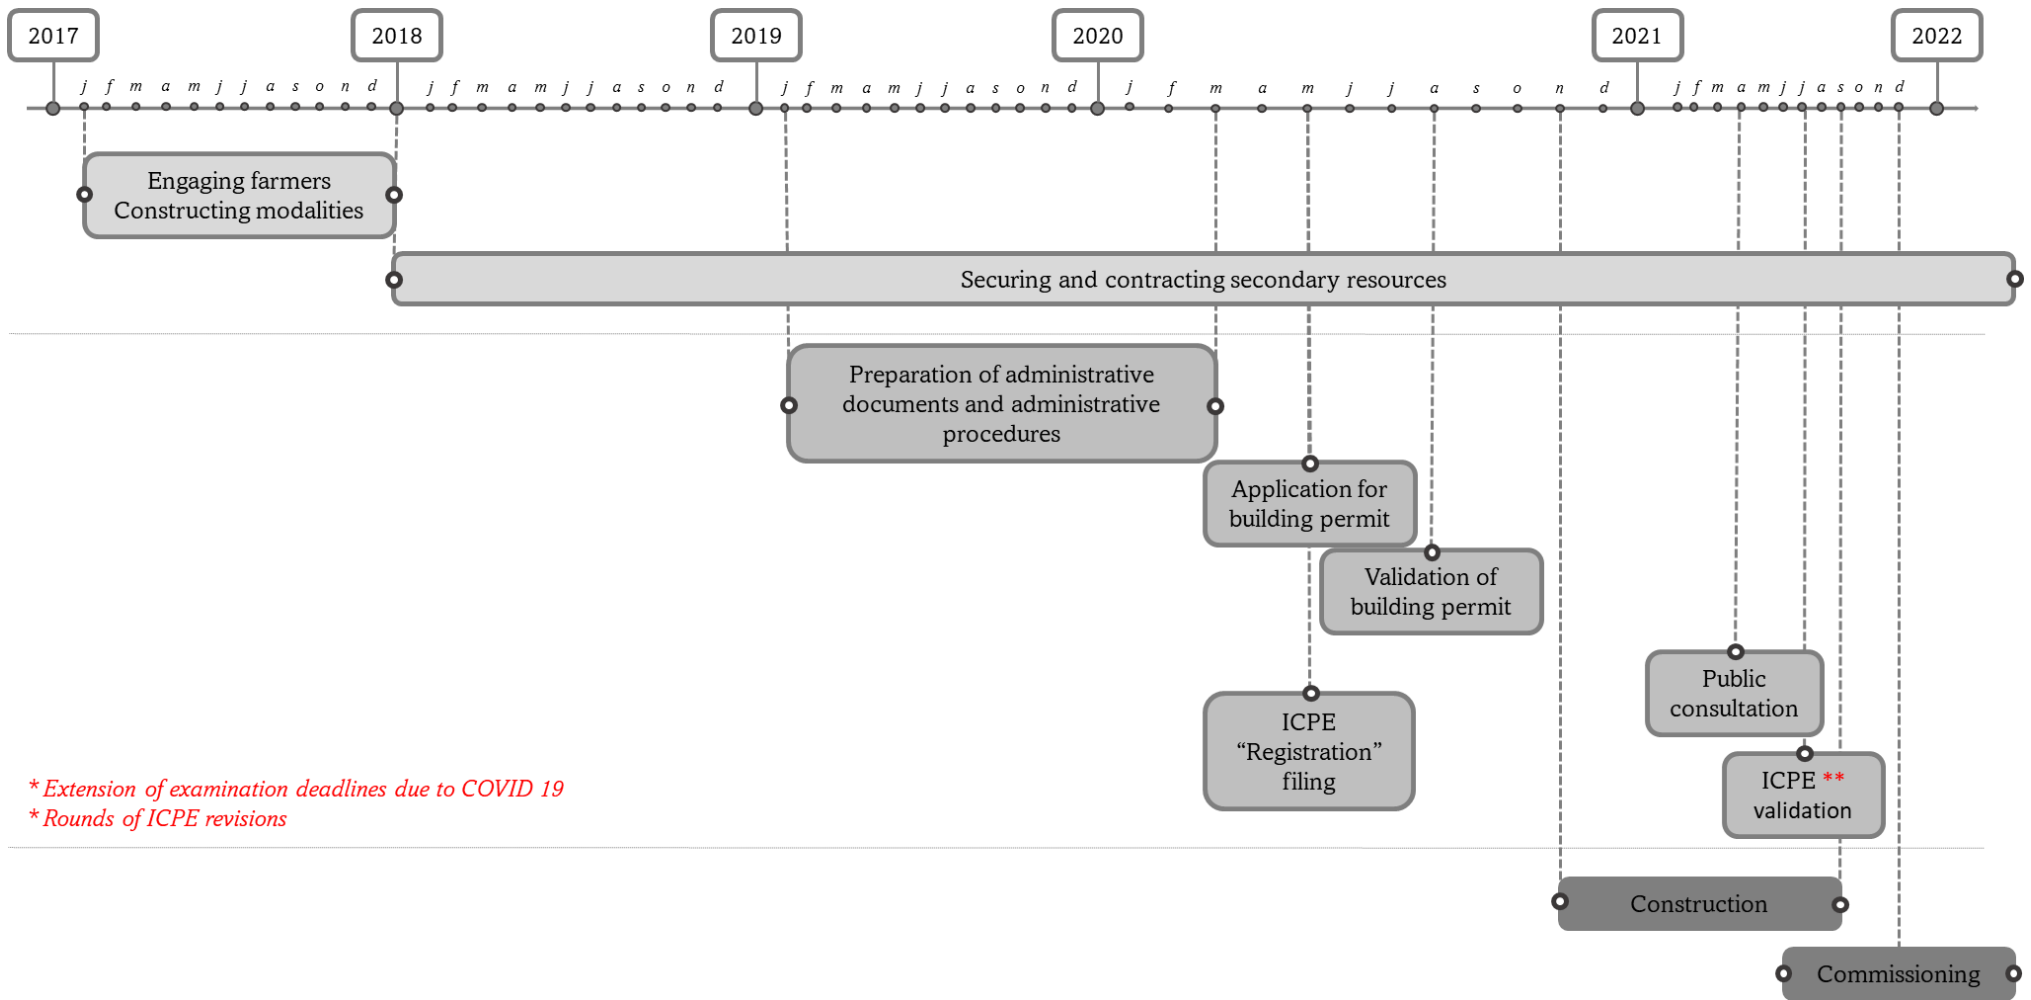 2017 2018 2019 2020 2021 2022
j f m a m j j a s o n d j f m a m j j a s o n d j f m a m j j a s o n d j f m a m j j a s o n d j f m a m j j a s o n d
Engaging farmers
Constructing modalities
Securing and contracting secondary resources
Preparation of administrative
documents and administrative
procedures
Application for
building permit
Validation of
building permit
Public
consultation
ICPE
“Registration”
filing
ICPE **
validation
* Extension of examination deadlines due to COVID 19
* Rounds of ICPE revisions
Construction
Commissioning